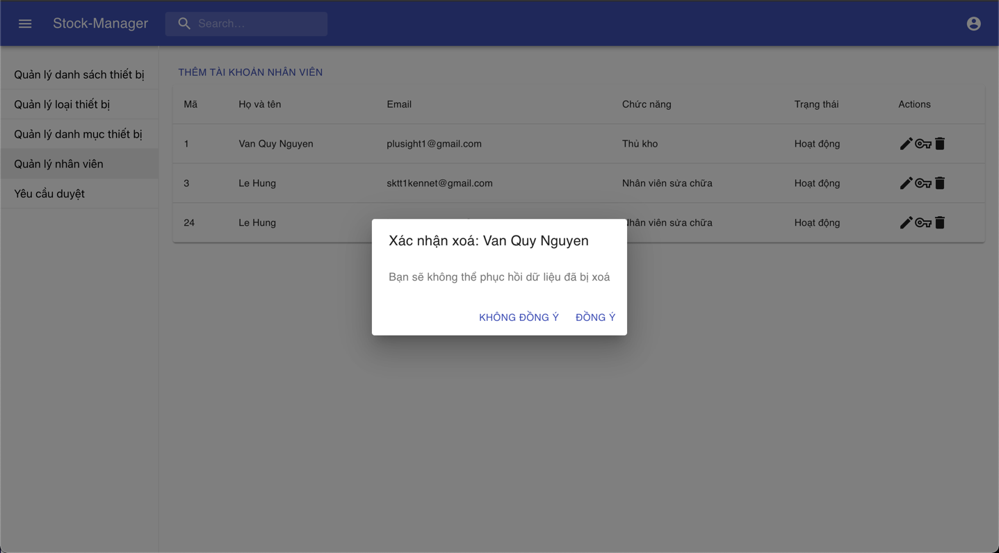 Stock-Manager
Search...
Quản lý danh sách thiết bị
Quản lý loại thiết bị
Quản lý danh mục thiết bị
Quản lý nhân viên
Yêu cầu duyệt
THÊM TÀI KHOẢN NHÂN VIÊN
Mã Họ và tên Email Chức năng Trạng thái Actions
1 Van Quy Nguyen plusight1@gmail.com Thủ kho Hoạt động
3 Le Hung sktt1kennet@gmail.com Nhân viên sửa chữa Hoạt động
24 Le Hung Nhân viên sửa chữa Hoạt động
Xác nhận xoá: Van Quy Nguyen
Bạn sẽ không thể phục hồi dữ liệu đã bị xoá
KHÔNG ĐỒNG Ý ĐỒNG Ý